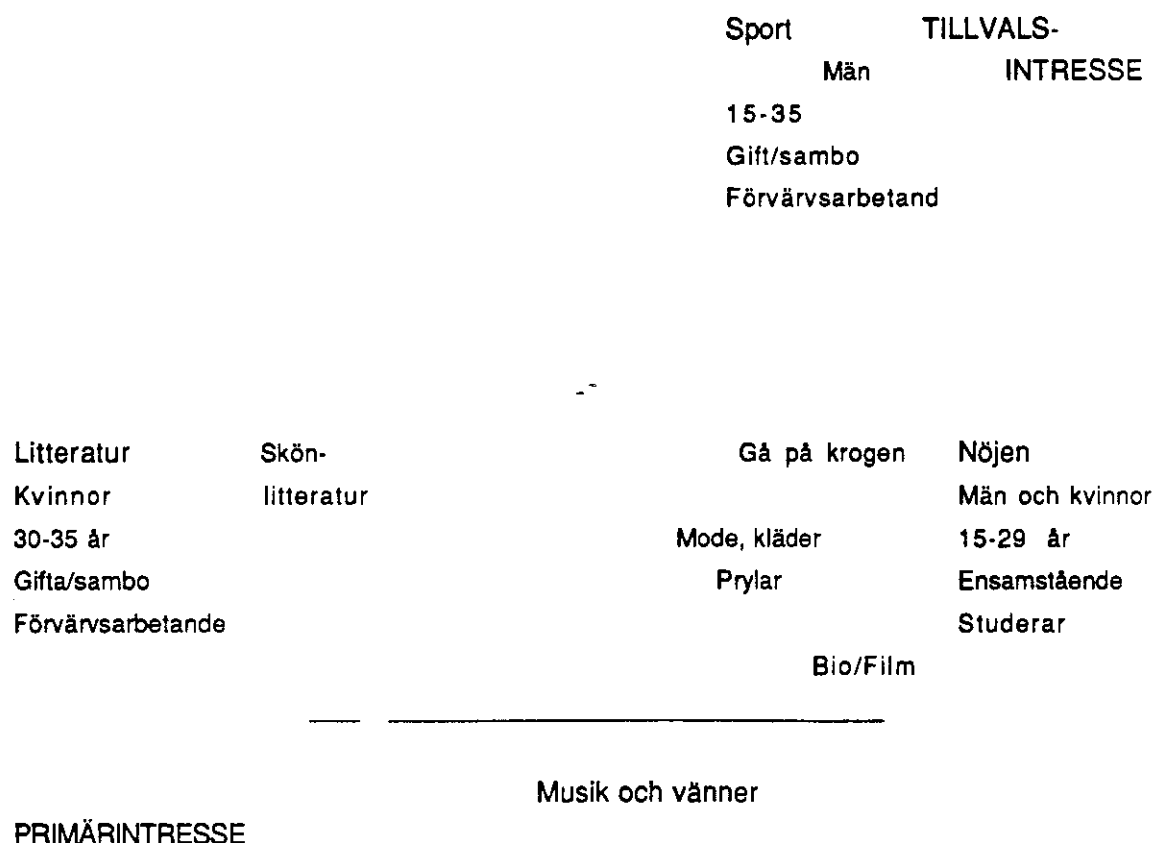 Sport TILLVALS-
Män INTRESSE
15-35
Gift/sambo
Förvärvsarbetand
Litteratur Skön- Gå på krogen Nöjen
Kvinnor litteratur Män och kvinnor
30-35 år Mode, kläder 15-29 år
Gifta/sambo Prylar Ensamstående
Förvärvsarbetande Studerar
Bio/Film
Musik och vänner
PRIMÄRINTRESSE